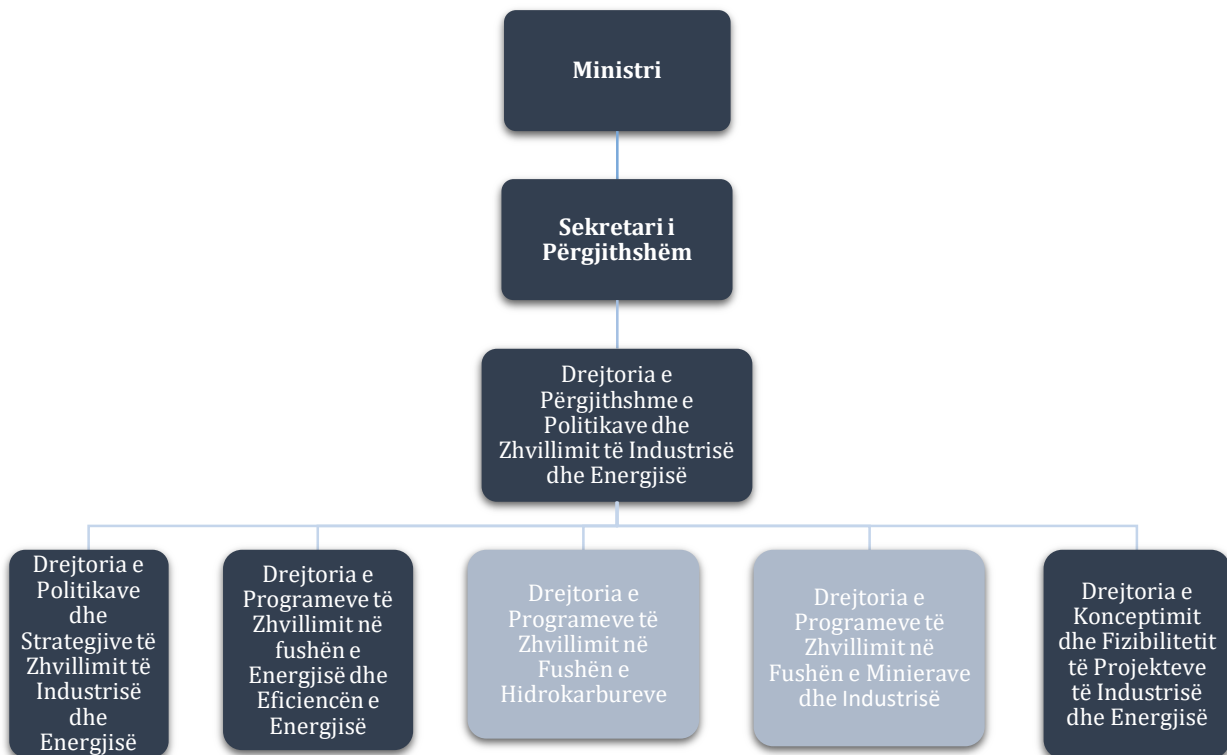 Ministri
Sekretari i
Përgjithshëm
Drejtoria e
Përgjithshme e
Politikave dhe
Zhvillimit të Industrisë
dhe Energjisë
Drejtoria e
Politikave
dhe
Strategjive të
Zhvillimit të
Industrisë
dhe
Energjisë
Drejtoria e
Programeve të
Zhvillimit në
fushën e
Energjisë dhe
Eficiencën e
Energjisë
Drejtoria e
Programeve të
Zhvillimit në
Fushën e
Hidrokarbureve
Drejtoria e
Programeve të
Zhvillimit në
Fushën e Minierave
dhe Industrisë
Drejtoria e
Konceptimit
dhe Fizibilitetit
të Projekteve
të Industrisë
dhe Energjisë